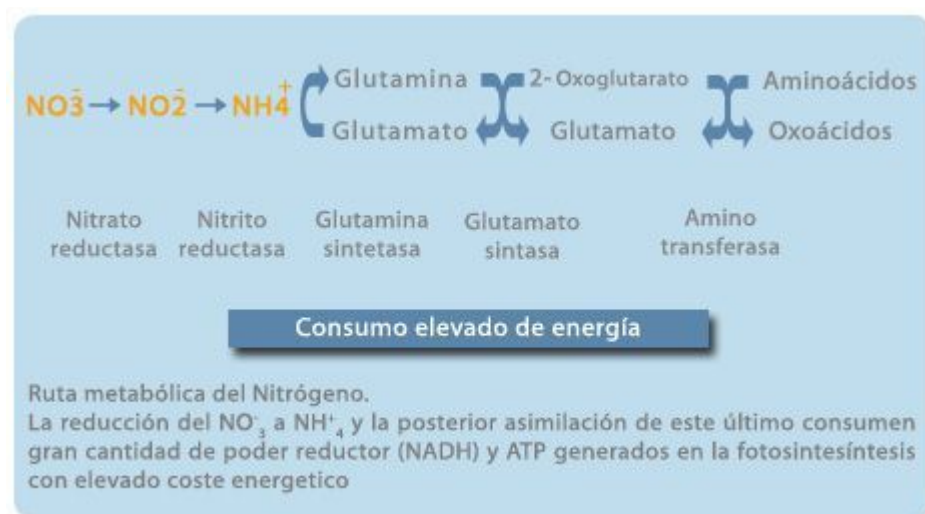 NO3⁻ → NO2⁻ → NH4⁺ Glutamina 2-Oxoglutarato Aminoácidos
Glutamato Glutamato Oxoácidos
Nitrato Nitrito Glutamina Glutamato Amino
reductasa reductasa sintetasa sintasa transferasa
Consumo elevado de energía
Ruta metabólica del Nitrógeno.
La reducción del NO⁻₃ a NH⁺₄ y la posterior asimilación de este último consumen
gran cantidad de poder reductor (NADH) y ATP generados en la fotosintesíntesis
con elevado coste energetico